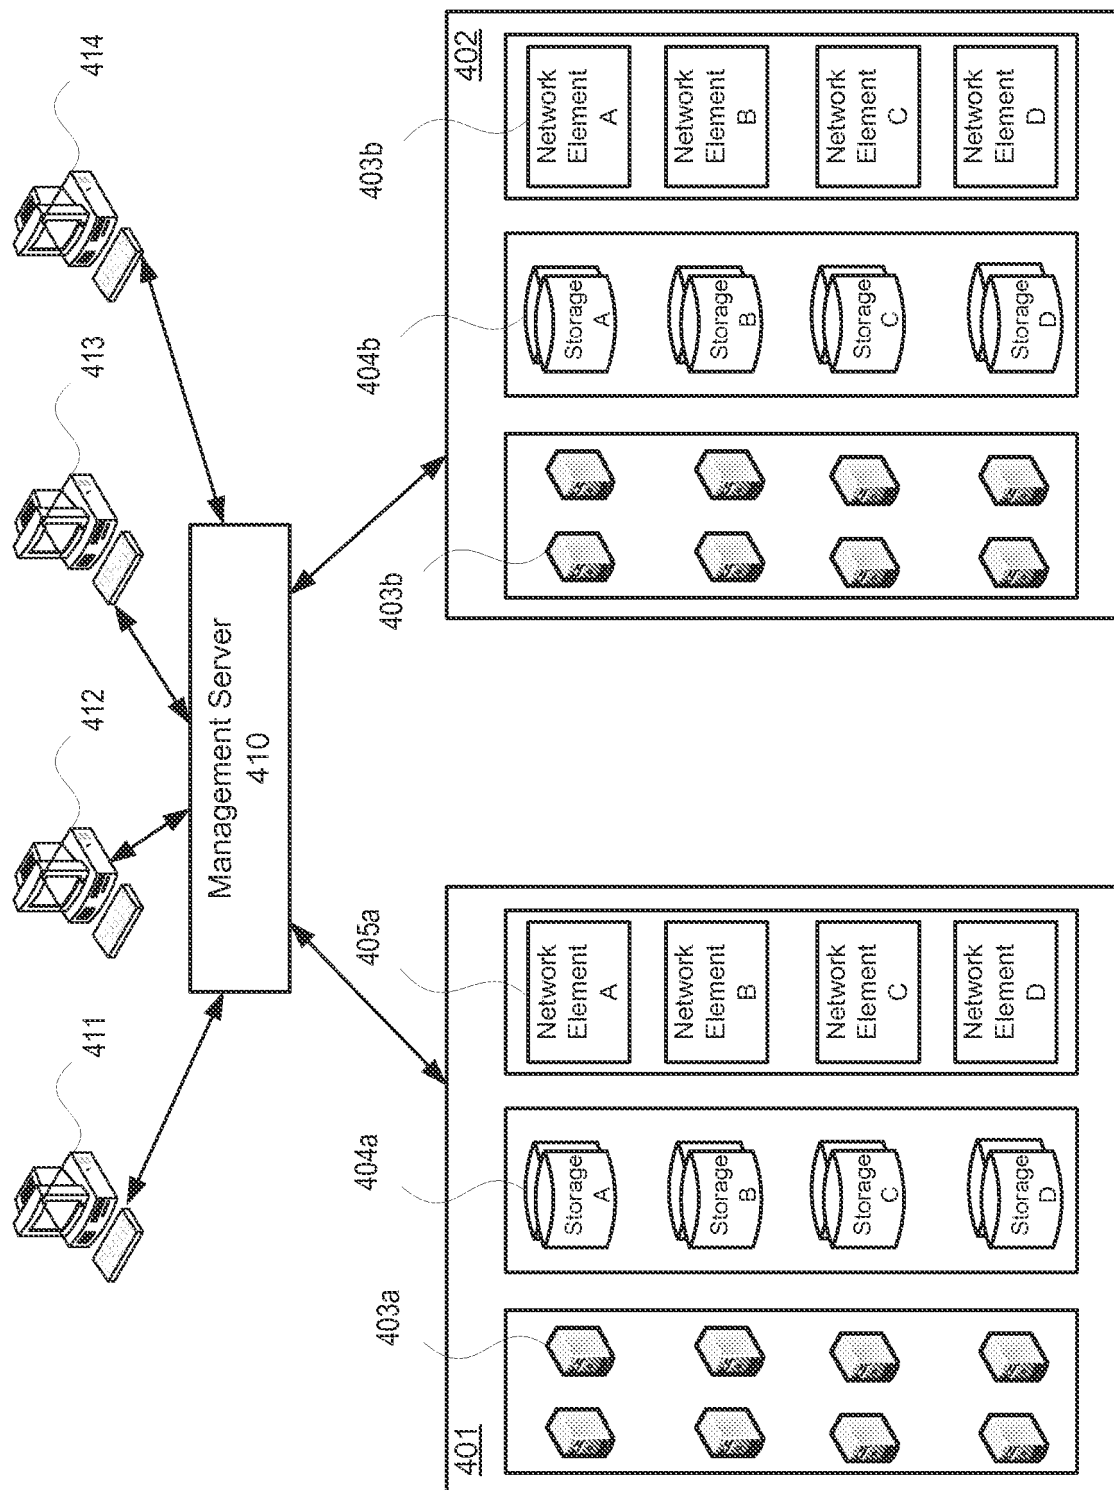 411
412
413
414
Management Server
410
403a
404a
405a
403b
404b
403b
401
402
Storage
A
Network
Element
A
Storage
B
Network
Element
B
Storage
C
Network
Element
C
Storage
D
Network
Element
D
Storage
A
Network
Element
A
Storage
B
Network
Element
B
Storage
C
Network
Element
C
Storage
D
Network
Element
D